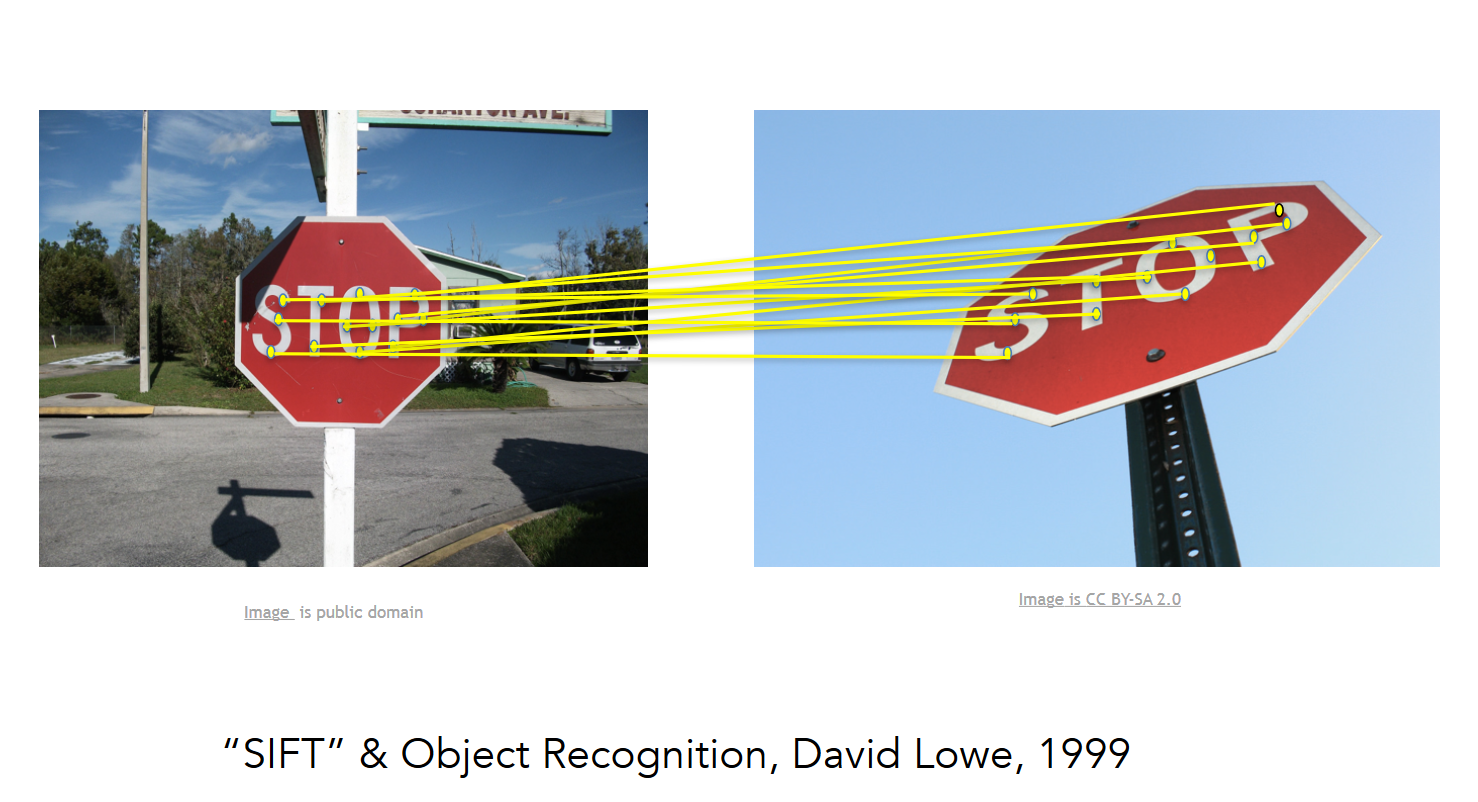 AVE.
STOP
STOP
Image is public domain
Image is CC BY-SA 2.0
“SIFT” & Object Recognition, David Lowe, 1999